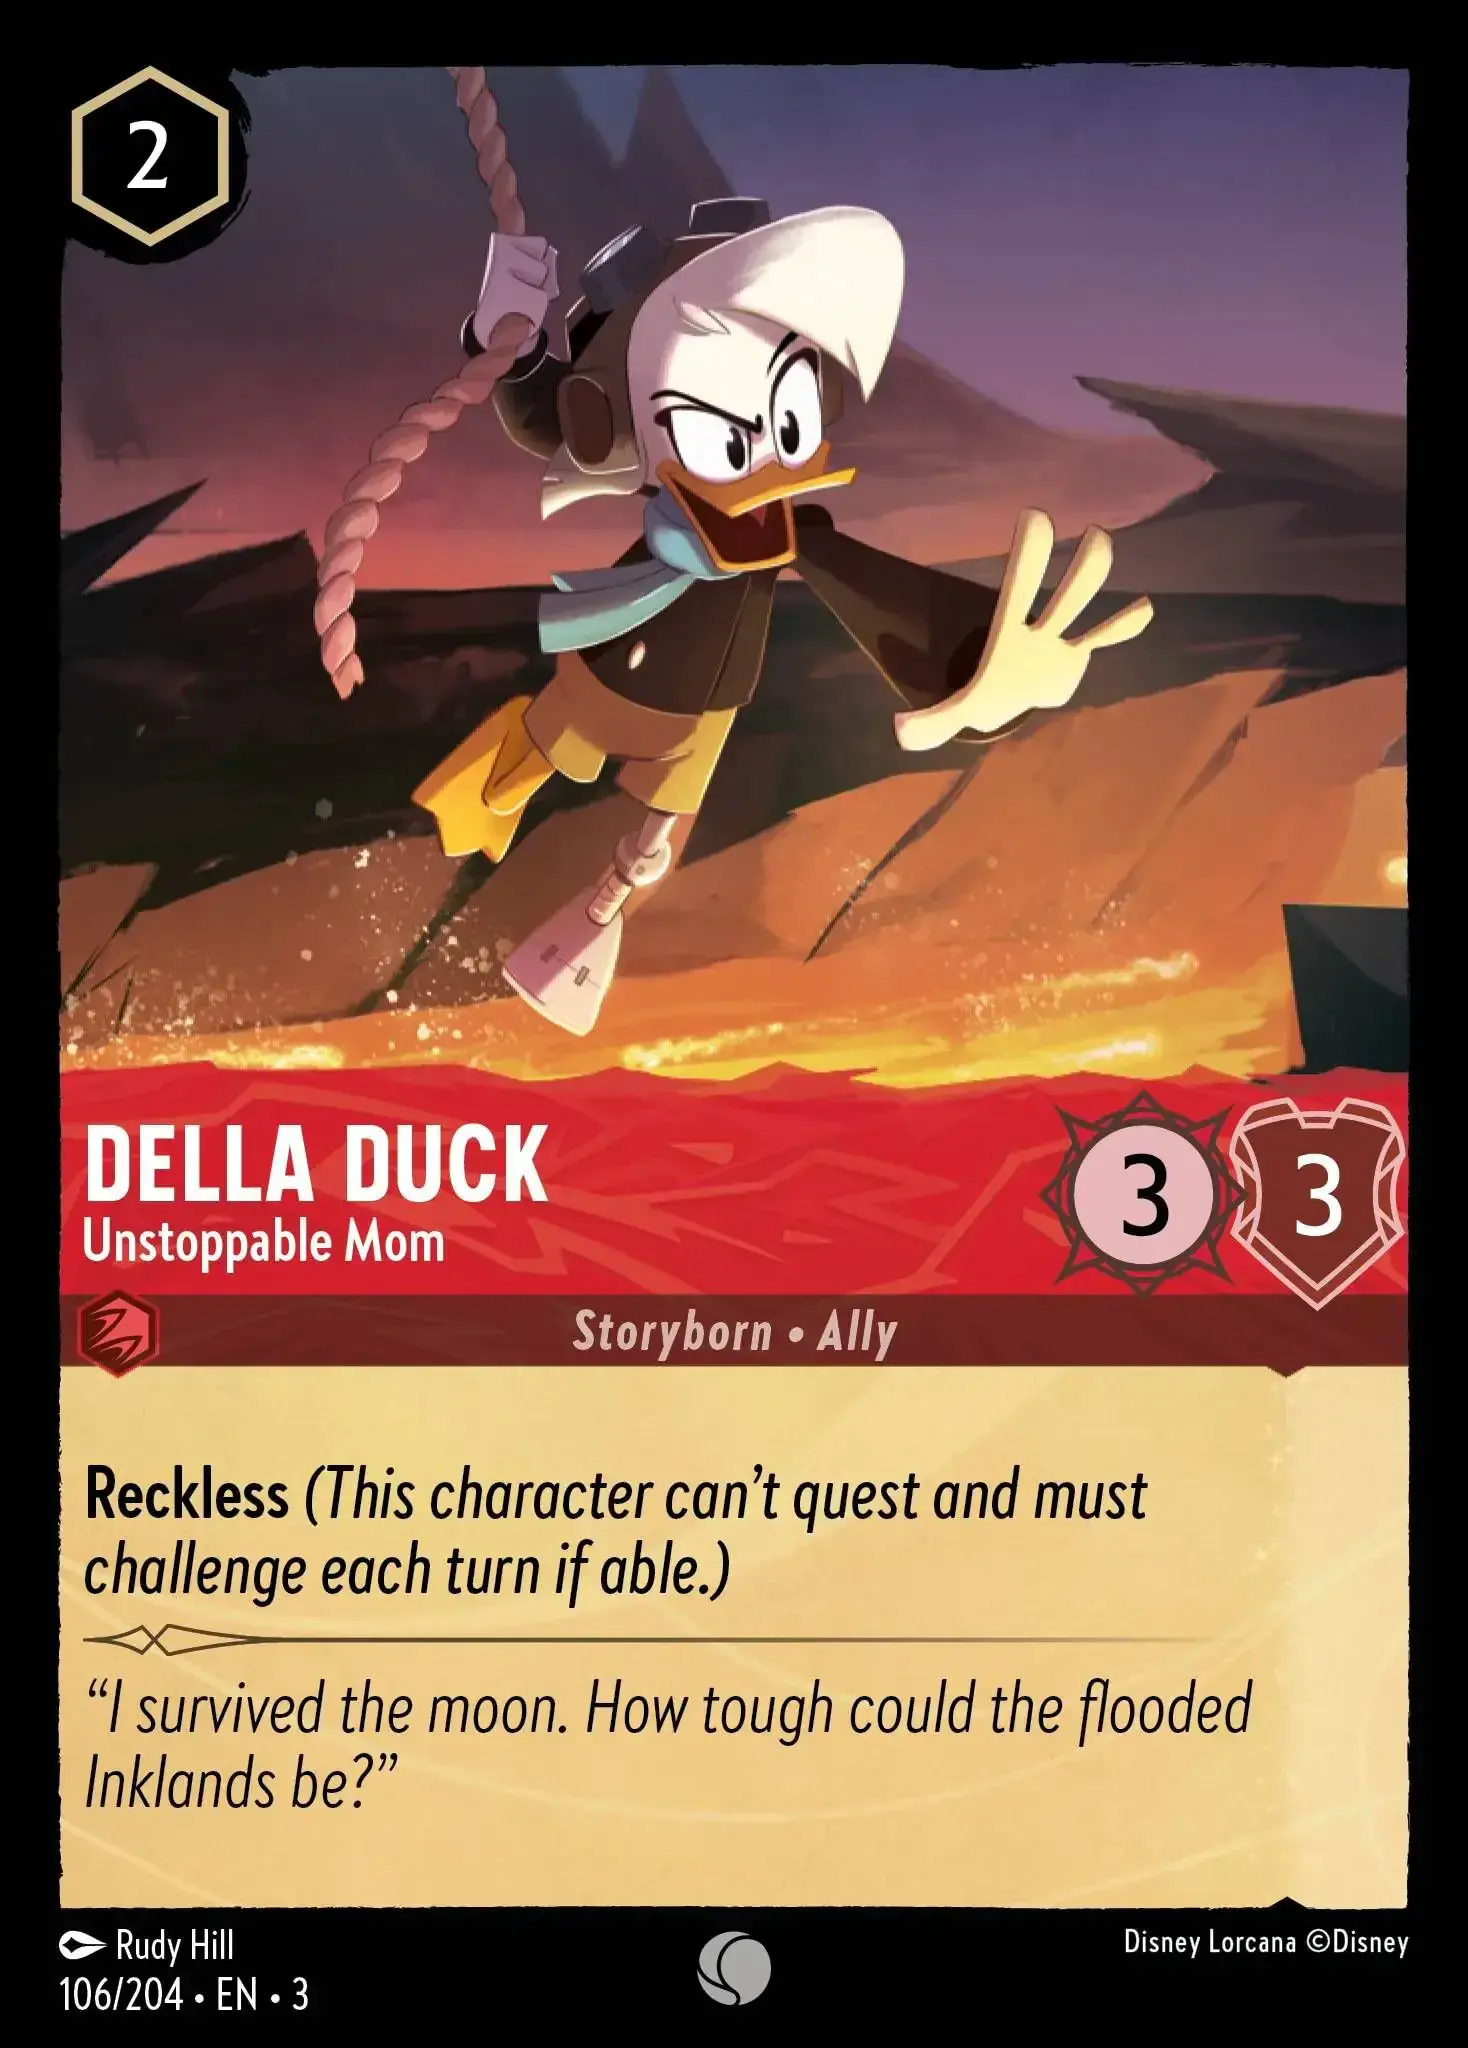 2
DELLA DUCK
Unstoppable Mom
3
3
Storyborn • Ally
Reckless (This character can’t quest and must
challenge each turn if able.)
“I survived the moon. How tough could the flooded
Inklands be?”
Rudy Hill
106/204 • EN • 3
Disney Lorcana ©Disney